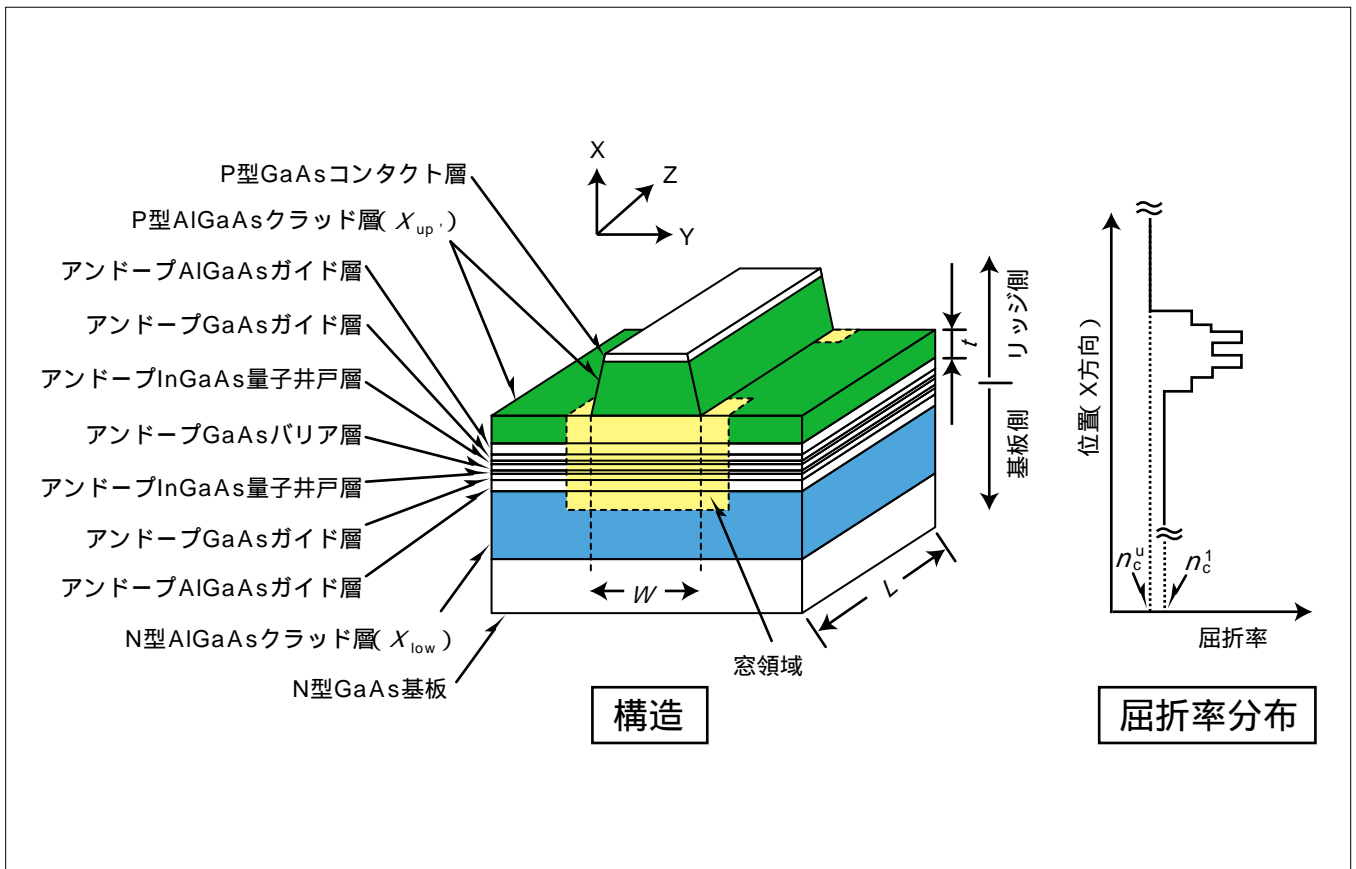 X
Z
Y
P型GaAsコンタクト層
P型AlGaAsクラッド層( Xup, )
アンドープAlGaAsガイド層
アンドープGaAsガイド層
アンドープInGaAs量子井戸層
アンドープGaAsバリア層
アンドープInGaAs量子井戸層
アンドープGaAsガイド層
アンドープAlGaAsガイド層
N型AlGaAsクラッド層( Xlow )
N型GaAs基板
t
リッジ側
基板側
W
L
窓領域
構造
位置( X方向 )
ncu
nc1
屈折率
屈折率分布